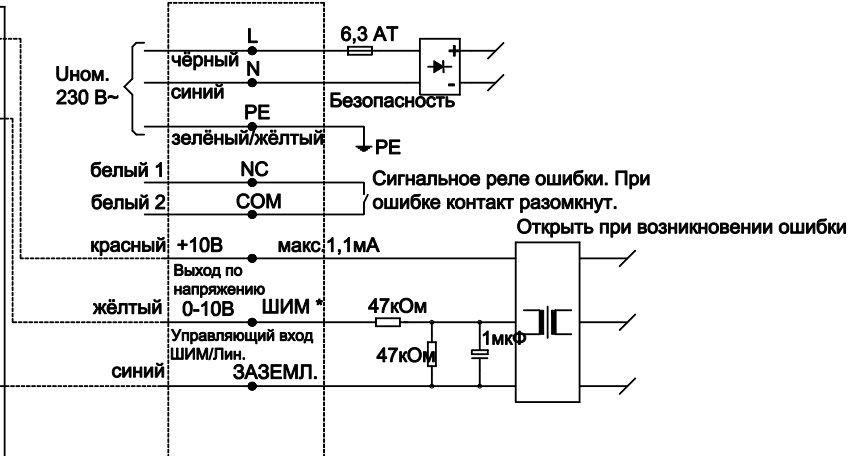 L
6,3 AT
чёрный
N
Uном.
230 В~
синий
Безопасность
PE
зелёный/жёлтый
PE
белый 1
NC
Сигнальное реле ошибки. При
белый 2
COM
ошибке контакт разомкнут.
Открыть при возникновении ошибки
красный
+10В
макс.1,1мА
Выход по
напряжению
жёлтый
0-10В
ШИМ *
47кОм
Управляющий вход
ШИМ/Лин.
47кОм
1мкФ
синий
ЗАЗЕМЛ.